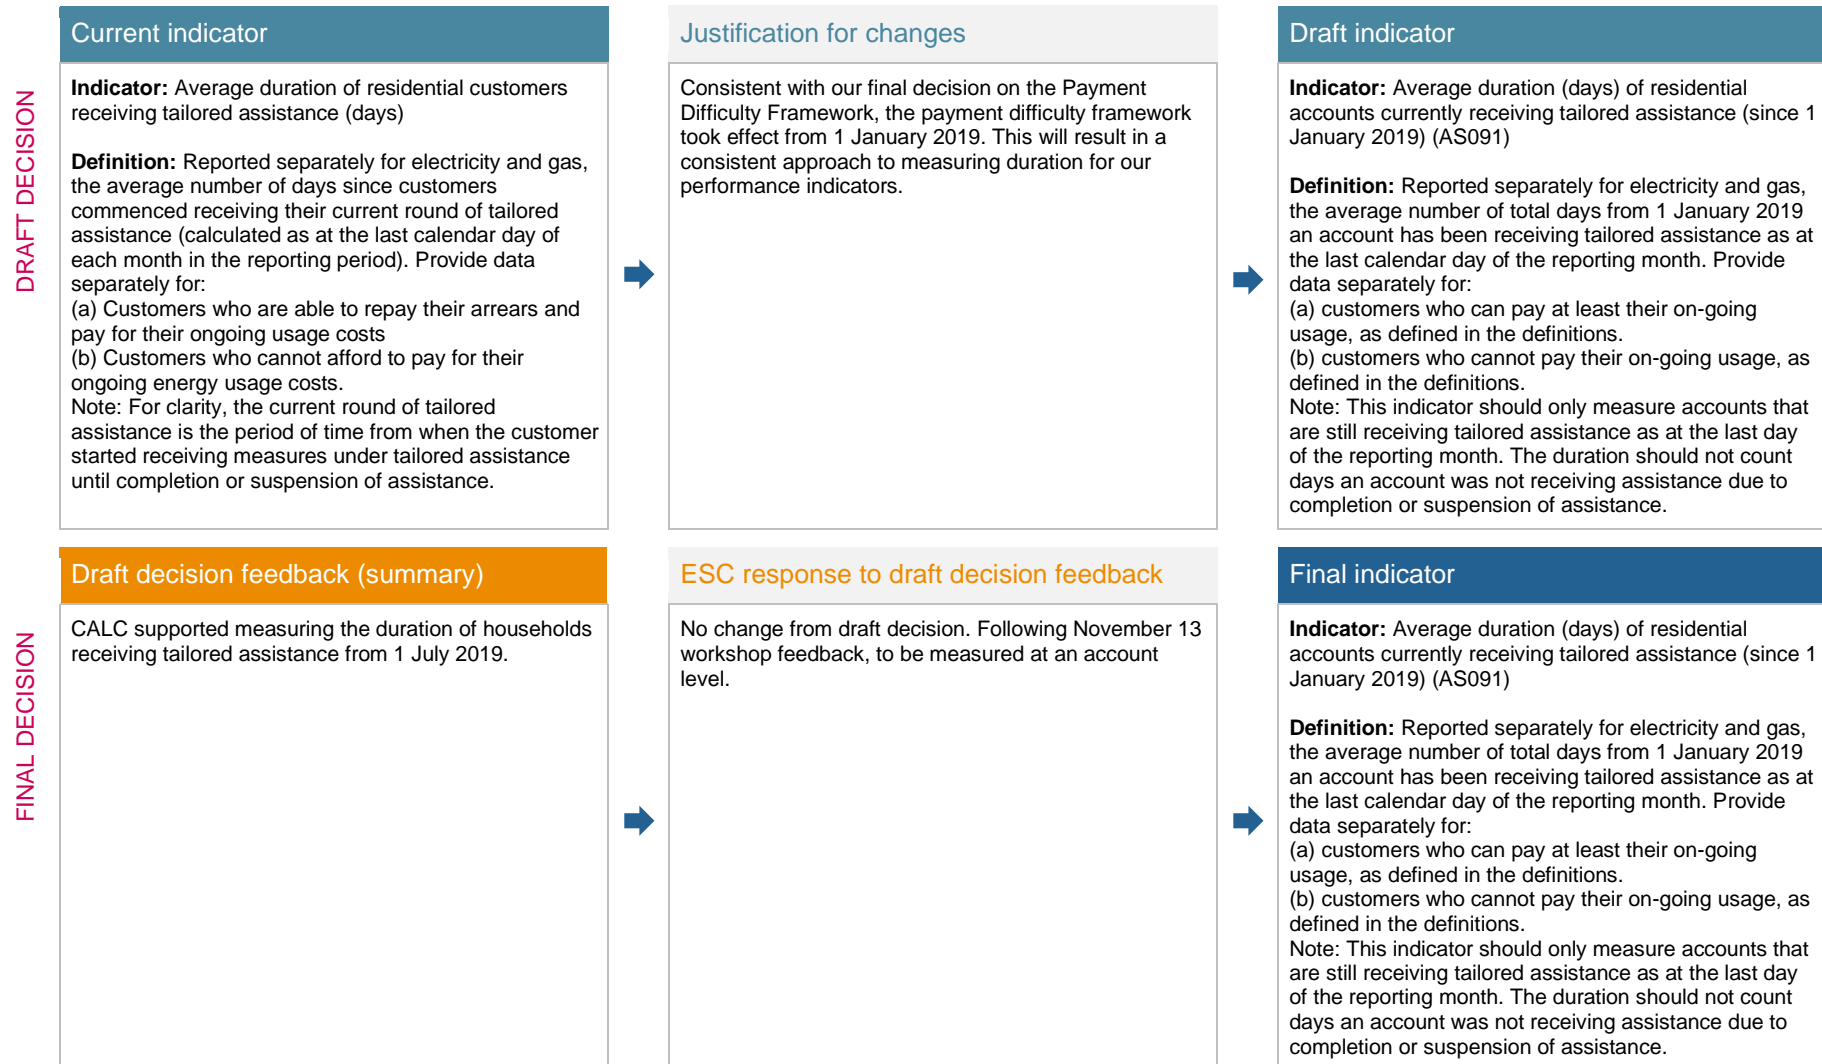 DRAFT DECISION
Current indicator
Indicator: Average duration of residential customers
receiving tailored assistance (days)
Definition: Reported separately for electricity and gas,
the average number of days since customers
commenced receiving their current round of tailored
assistance (calculated as at the last calendar day of
each month in the reporting period). Provide data
separately for:
(a) Customers who are able to repay their arrears and
pay for their ongoing usage costs
(b) Customers who cannot afford to pay for their
ongoing energy usage costs.
Note: For clarity, the current round of tailored
assistance is the period of time from when the customer
started receiving measures under tailored assistance
until completion or suspension of assistance.
Justification for changes
Consistent with our final decision on the Payment
Difficulty Framework, the payment difficulty framework
took effect from 1 January 2019. This will result in a
consistent approach to measuring duration for our
performance indicators.
Draft indicator
Indicator: Average duration (days) of residential
accounts currently receiving tailored assistance (since 1
January 2019) (AS091)
Definition: Reported separately for electricity and gas,
the average number of total days from 1 January 2019
an account has been receiving tailored assistance as at
the last calendar day of the reporting month. Provide
data separately for:
(a) customers who can pay at least their on-going
usage, as defined in the definitions.
(b) customers who cannot pay their on-going usage, as
defined in the definitions.
Note: This indicator should only measure accounts that
are still receiving tailored assistance as at the last day
of the reporting month. The duration should not count
days an account was not receiving assistance due to
completion or suspension of assistance.
FINAL DECISION
Draft decision feedback (summary)
CALC supported measuring the duration of households
receiving tailored assistance from 1 July 2019.
ESC response to draft decision feedback
No change from draft decision. Following November 13
workshop feedback, to be measured at an account
level.
Final indicator
Indicator: Average duration (days) of residential
accounts currently receiving tailored assistance (since 1
January 2019) (AS091)
Definition: Reported separately for electricity and gas,
the average number of total days from 1 January 2019
an account has been receiving tailored assistance as at
the last calendar day of the reporting month. Provide
data separately for:
(a) customers who can pay at least their on-going
usage, as defined in the definitions.
(b) customers who cannot pay their on-going usage, as
defined in the definitions.
Note: This indicator should only measure accounts that
are still receiving tailored assistance as at the last day
of the reporting month. The duration should not count
days an account was not receiving assistance due to
completion or suspension of assistance.